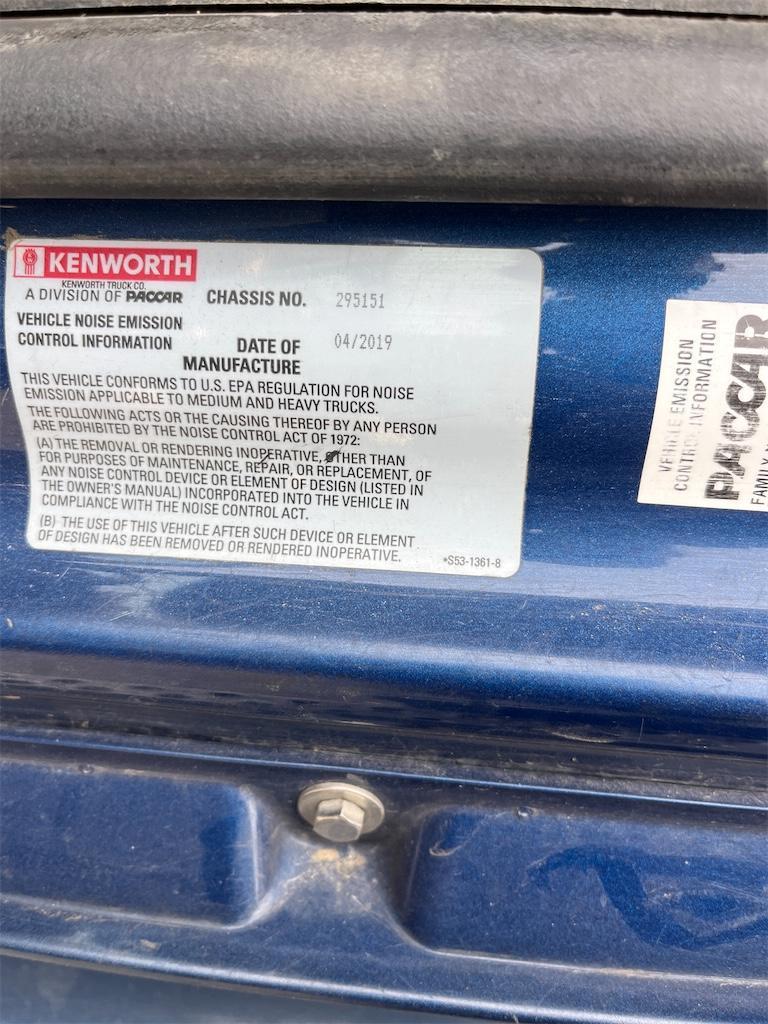 KENWORTH
KENWORTH TRUCK CO.
A DIVISION OF PACCAR
CHASSIS NO. 295151
VEHICLE NOISE EMISSION
CONTROL INFORMATION
DATE OF
MANUFACTURE
04/2019
THIS VEHICLE CONFORMS TO U.S. EPA REGULATION FOR NOISE
EMISSION APPLICABLE TO MEDIUM AND HEAVY TRUCKS.
THE FOLLOWING ACTS OR THE CAUSING THEREOF BY ANY PERSON
ARE PROHIBITED BY THE NOISE CONTROL ACT OF 1972:
(A) THE REMOVAL OR RENDERING INOPERATIVE, OTHER THAN
FOR PURPOSES OF MAINTENANCE, REPAIR, OR REPLACEMENT, OF
ANY NOISE CONTROL DEVICE OR ELEMENT OF DESIGN (LISTED IN
THE OWNER'S MANUAL) INCORPORATED INTO THE VEHICLE IN
COMPLIANCE WITH THE NOISE CONTROL ACT.
(B) THE USE OF THIS VEHICLE AFTER SUCH DEVICE OR ELEMENT
OF DESIGN HAS BEEN REMOVED OR RENDERED INOPERATIVE.
*S53-1361-8
VEHICLE EMISSION
CONTROL INFORMATION
PACCAR
FAMILY